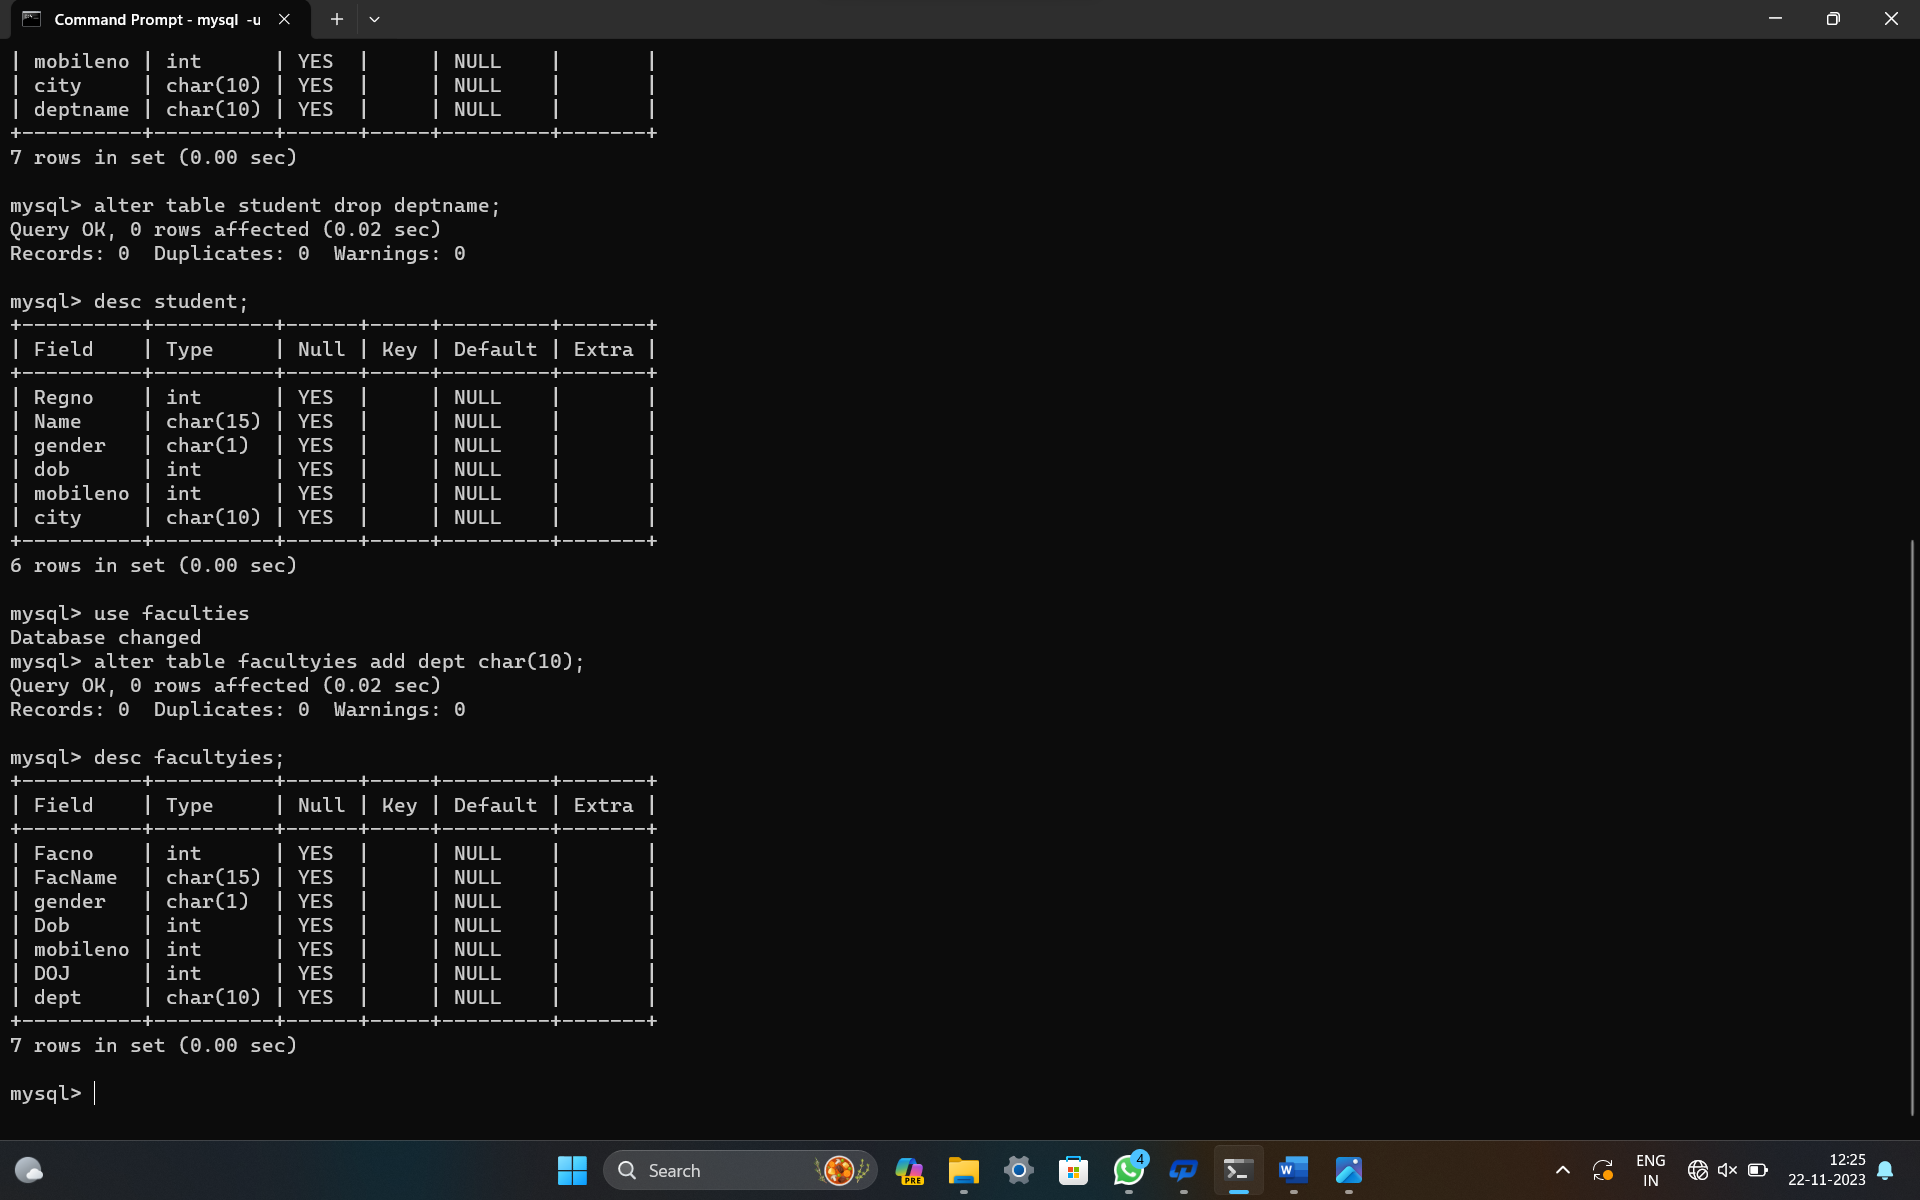 Command Prompt - mysql -u
| mobileno | int      | YES  |     | NULL    |       |
| city     | char(10) | YES  |     | NULL    |       |
| deptname | char(10) | YES  |     | NULL    |       |
+----------+----------+------+-----+---------+-------+
7 rows in set (0.00 sec)
mysql> alter table student drop deptname;
Query OK, 0 rows affected (0.02 sec)
Records: 0  Duplicates: 0  Warnings: 0
mysql> desc student;
+----------+----------+------+-----+---------+-------+
| Field    | Type     | Null | Key | Default | Extra |
+----------+----------+------+-----+---------+-------+
| Regno    | int      | YES  |     | NULL    |       |
| Name     | char(15) | YES  |     | NULL    |       |
| gender   | char(1)  | YES  |     | NULL    |       |
| dob      | int      | YES  |     | NULL    |       |
| mobileno | int      | YES  |     | NULL    |       |
| city     | char(10) | YES  |     | NULL    |       |
+----------+----------+------+-----+---------+-------+
6 rows in set (0.00 sec)
mysql> use faculties
Database changed
mysql> alter table facultyies add dept char(10);
Query OK, 0 rows affected (0.02 sec)
Records: 0  Duplicates: 0  Warnings: 0
mysql> desc facultyies;
+----------+----------+------+-----+---------+-------+
| Field    | Type     | Null | Key | Default | Extra |
+----------+----------+------+-----+---------+-------+
| Facno    | int      | YES  |     | NULL    |       |
| FacName  | char(15) | YES  |     | NULL    |       |
| gender   | char(1)  | YES  |     | NULL    |       |
| Dob      | int      | YES  |     | NULL    |       |
| mobileno | int      | YES  |     | NULL    |       |
| DOJ      | int      | YES  |     | NULL    |       |
| dept     | char(10) | YES  |     | NULL    |       |
+----------+----------+------+-----+---------+-------+
7 rows in set (0.00 sec)
mysql>
Search
PRE
4
W
ENG
IN
12:25
22-11-2023